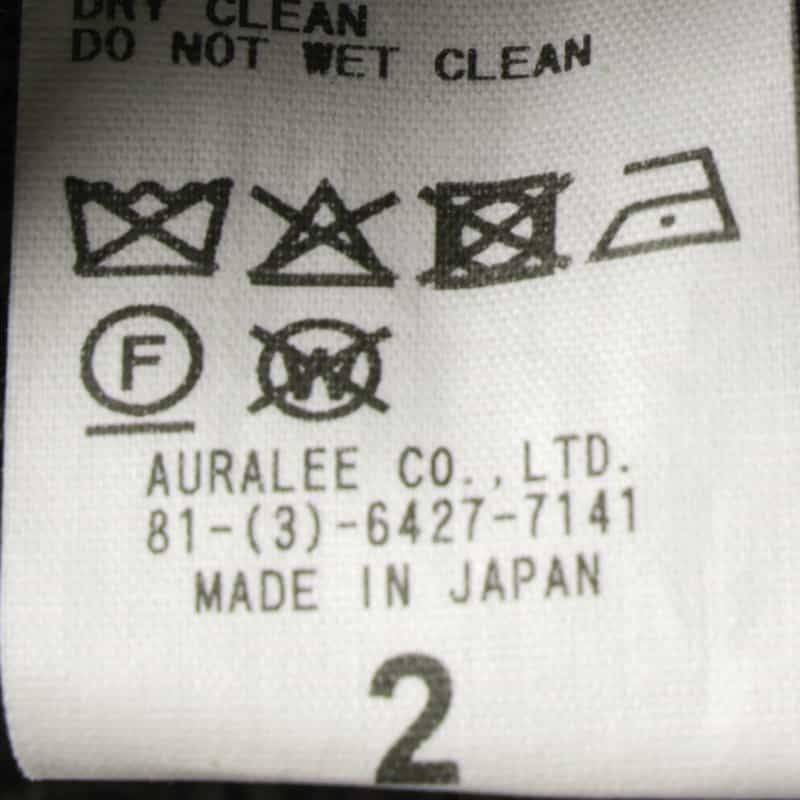 DRY CLEAN
DO NOT WET CLEAN
F W
AURALEE CO.,LTD.
81-(3)-6427-7141
MADE IN JAPAN
2